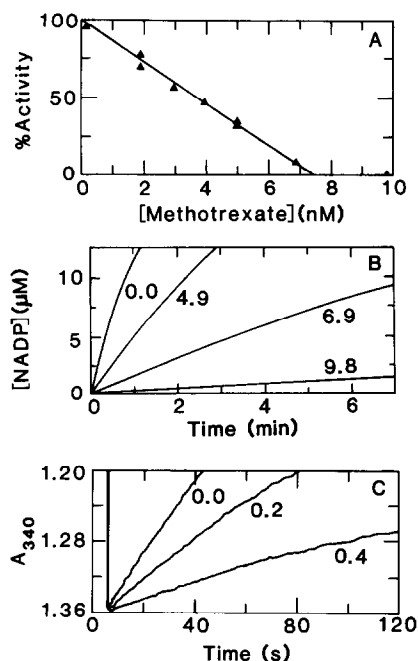 100
A
50
%Activity
0
0 2 4 6 8 10
[Methotrexate](nM)
B
10
5
0
[NADP](μM)
0.0
4.9
6.9
9.8
0 2 4 6
Time (min)
C
1.20
1.28
1.36
A340
0.0
0.2
0.4
0 40 80 120
Time (s)